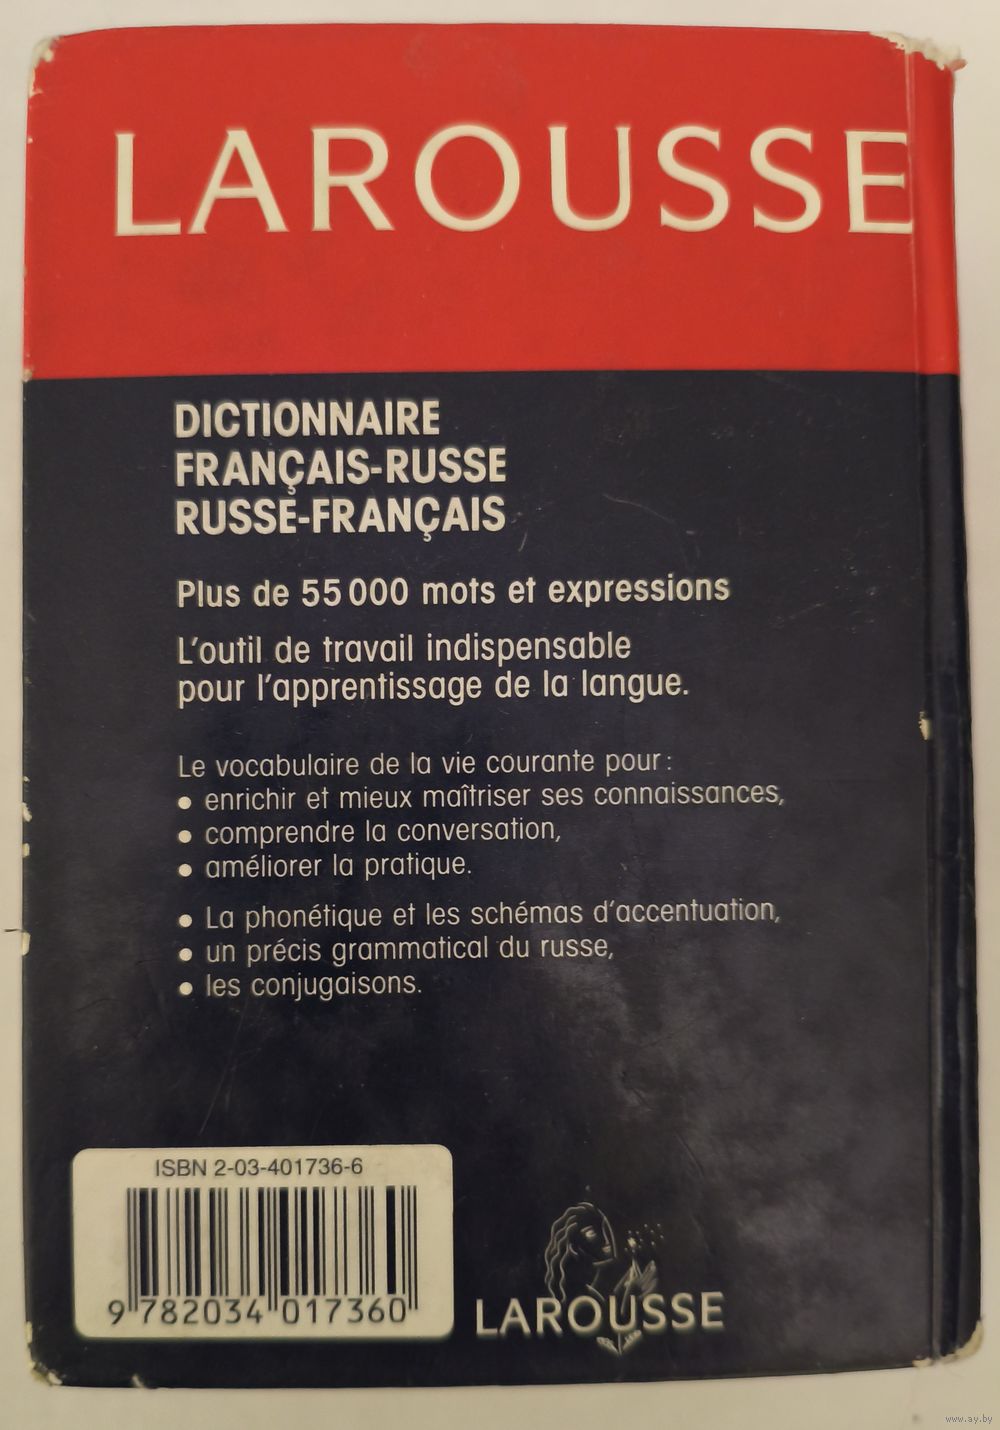 LAROUSSE
DICTIONNAIRE
FRANÇAIS-RUSSE
RUSSE-FRANÇAIS
Plus de 55 000 mots et expressions
L'outil de travail indispensable
pour l'apprentissage de la langue.
Le vocabulaire de la vie courante pour :
• enrichir et mieux maîtriser ses connaissances,
• comprendre la conversation,
• améliorer la pratique.
• La phonétique et les schémas d'accentuation,
• un précis grammatical du russe,
• les conjugaisons.
ISBN 2-03-401736-6
9 782034 017360
LAROUSSE
www.ay.by